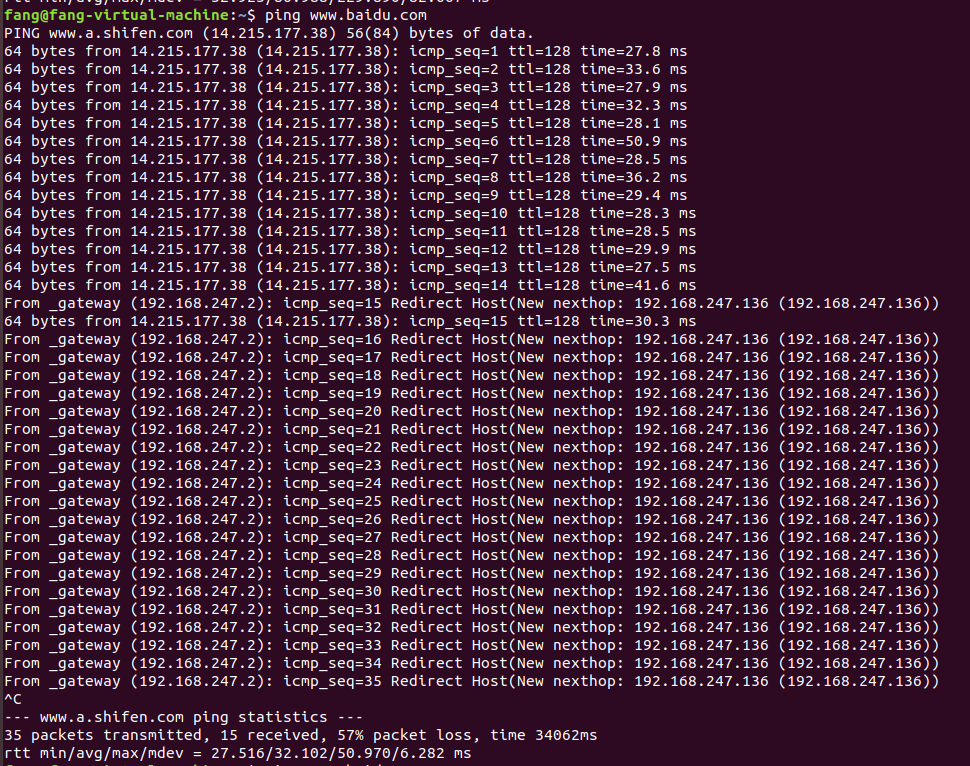 fang@fang-virtual-machine:~$ ping www.baidu.com
PING www.a.shifen.com (14.215.177.38) 56(84) bytes of data.
64 bytes from 14.215.177.38 (14.215.177.38): icmp_seq=1 ttl=128 time=27.8 ms
64 bytes from 14.215.177.38 (14.215.177.38): icmp_seq=2 ttl=128 time=33.6 ms
64 bytes from 14.215.177.38 (14.215.177.38): icmp_seq=3 ttl=128 time=27.9 ms
64 bytes from 14.215.177.38 (14.215.177.38): icmp_seq=4 ttl=128 time=32.3 ms
64 bytes from 14.215.177.38 (14.215.177.38): icmp_seq=5 ttl=128 time=28.1 ms
64 bytes from 14.215.177.38 (14.215.177.38): icmp_seq=6 ttl=128 time=50.9 ms
64 bytes from 14.215.177.38 (14.215.177.38): icmp_seq=7 ttl=128 time=28.5 ms
64 bytes from 14.215.177.38 (14.215.177.38): icmp_seq=8 ttl=128 time=36.2 ms
64 bytes from 14.215.177.38 (14.215.177.38): icmp_seq=9 ttl=128 time=29.4 ms
64 bytes from 14.215.177.38 (14.215.177.38): icmp_seq=10 ttl=128 time=28.3 ms
64 bytes from 14.215.177.38 (14.215.177.38): icmp_seq=11 ttl=128 time=28.5 ms
64 bytes from 14.215.177.38 (14.215.177.38): icmp_seq=12 ttl=128 time=29.9 ms
64 bytes from 14.215.177.38 (14.215.177.38): icmp_seq=13 ttl=128 time=27.5 ms
64 bytes from 14.215.177.38 (14.215.177.38): icmp_seq=14 ttl=128 time=41.6 ms
From _gateway (192.168.247.2): icmp_seq=15 Redirect Host(New nexthop: 192.168.247.136 (192.168.247.136))
64 bytes from 14.215.177.38 (14.215.177.38): icmp_seq=15 ttl=128 time=30.3 ms
From _gateway (192.168.247.2): icmp_seq=16 Redirect Host(New nexthop: 192.168.247.136 (192.168.247.136))
From _gateway (192.168.247.2): icmp_seq=17 Redirect Host(New nexthop: 192.168.247.136 (192.168.247.136))
From _gateway (192.168.247.2): icmp_seq=18 Redirect Host(New nexthop: 192.168.247.136 (192.168.247.136))
From _gateway (192.168.247.2): icmp_seq=19 Redirect Host(New nexthop: 192.168.247.136 (192.168.247.136))
From _gateway (192.168.247.2): icmp_seq=20 Redirect Host(New nexthop: 192.168.247.136 (192.168.247.136))
From _gateway (192.168.247.2): icmp_seq=21 Redirect Host(New nexthop: 192.168.247.136 (192.168.247.136))
From _gateway (192.168.247.2): icmp_seq=22 Redirect Host(New nexthop: 192.168.247.136 (192.168.247.136))
From _gateway (192.168.247.2): icmp_seq=23 Redirect Host(New nexthop: 192.168.247.136 (192.168.247.136))
From _gateway (192.168.247.2): icmp_seq=24 Redirect Host(New nexthop: 192.168.247.136 (192.168.247.136))
From _gateway (192.168.247.2): icmp_seq=25 Redirect Host(New nexthop: 192.168.247.136 (192.168.247.136))
From _gateway (192.168.247.2): icmp_seq=26 Redirect Host(New nexthop: 192.168.247.136 (192.168.247.136))
From _gateway (192.168.247.2): icmp_seq=27 Redirect Host(New nexthop: 192.168.247.136 (192.168.247.136))
From _gateway (192.168.247.2): icmp_seq=28 Redirect Host(New nexthop: 192.168.247.136 (192.168.247.136))
From _gateway (192.168.247.2): icmp_seq=29 Redirect Host(New nexthop: 192.168.247.136 (192.168.247.136))
From _gateway (192.168.247.2): icmp_seq=30 Redirect Host(New nexthop: 192.168.247.136 (192.168.247.136))
From _gateway (192.168.247.2): icmp_seq=31 Redirect Host(New nexthop: 192.168.247.136 (192.168.247.136))
From _gateway (192.168.247.2): icmp_seq=32 Redirect Host(New nexthop: 192.168.247.136 (192.168.247.136))
From _gateway (192.168.247.2): icmp_seq=33 Redirect Host(New nexthop: 192.168.247.136 (192.168.247.136))
From _gateway (192.168.247.2): icmp_seq=34 Redirect Host(New nexthop: 192.168.247.136 (192.168.247.136))
From _gateway (192.168.247.2): icmp_seq=35 Redirect Host(New nexthop: 192.168.247.136 (192.168.247.136))
^C
--- www.a.shifen.com ping statistics ---
35 packets transmitted, 15 received, 57% packet loss, time 34062ms
rtt min/avg/max/mdev = 27.516/32.102/50.970/6.282 ms